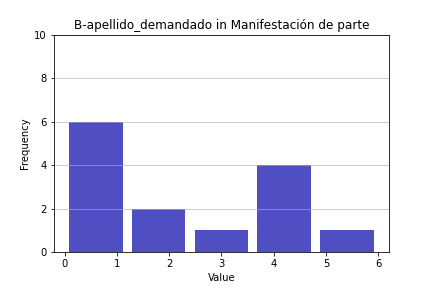 B-apellido_demandado in Manifestación de parte
10
8
6
4
2
0
Frequency
0 1 2 3 4 5 6
Value